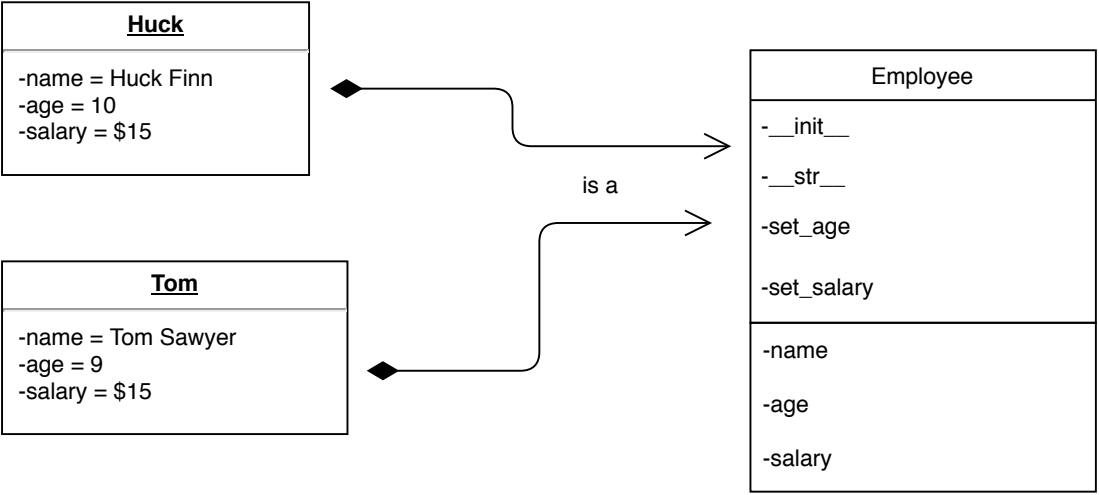 Huck
-name = Huck Finn
-age = 10
-salary = $15
is a
Tom
-name = Tom Sawyer
-age = 9
-salary = $15
Employee
-__init__
-__str__
-set_age
-set_salary
-name
-age
-salary